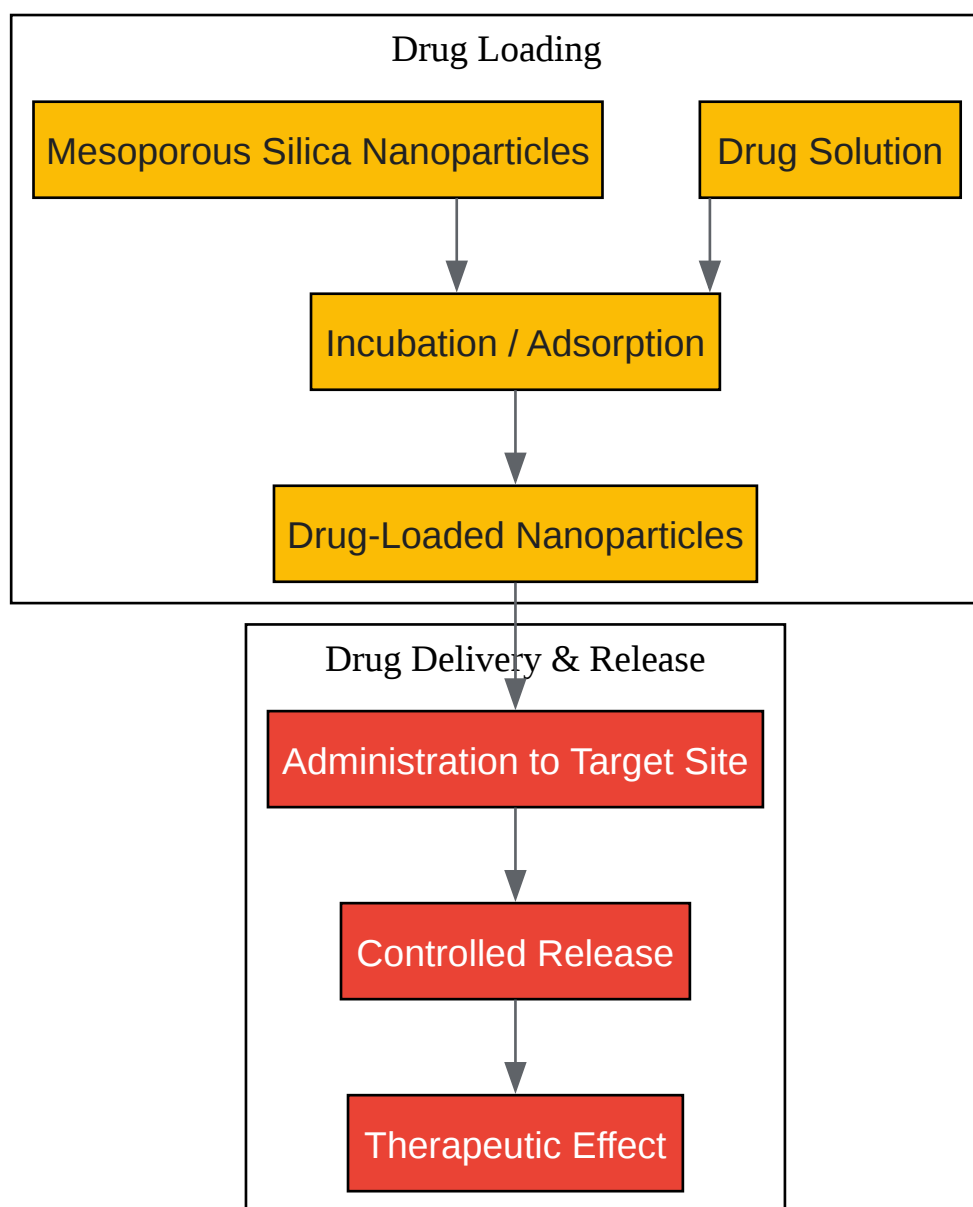 Drug Loading
Mesoporous Silica Nanoparticles
Drug Solution
Incubation / Adsorption
Drug-Loaded Nanoparticles
Drug Delivery & Release
Administration to Target Site
Controlled Release
Therapeutic Effect